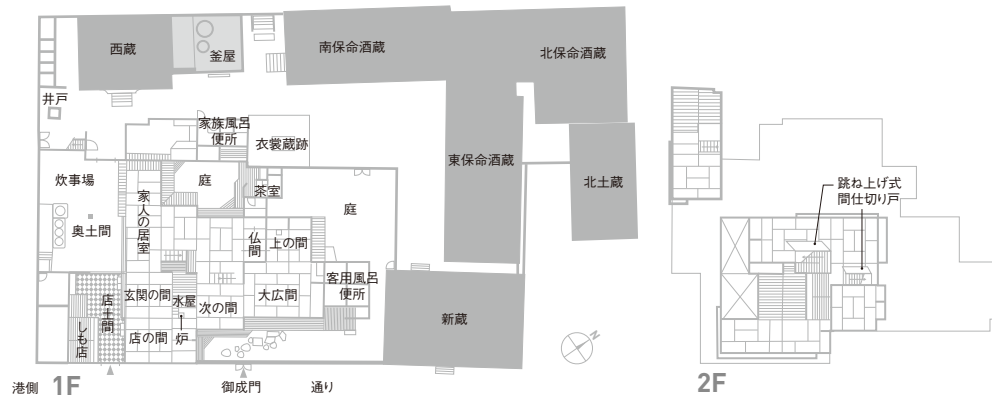 西蔵
釜屋
南保命酒蔵
北保命酒蔵
井戸
家族風呂
便所
衣裳蔵跡
東保命酒蔵
北土蔵
炊事場
家人の居室
庭
茶室
庭
奥土間
仏間
上の間
客用風呂
便所
玄関の間
水屋
次の間
大広間
店土間
しも店
店の間
炉
新蔵
N
港側
1F
御成門
通り
跳ね上げ式
間仕切り戸
2F